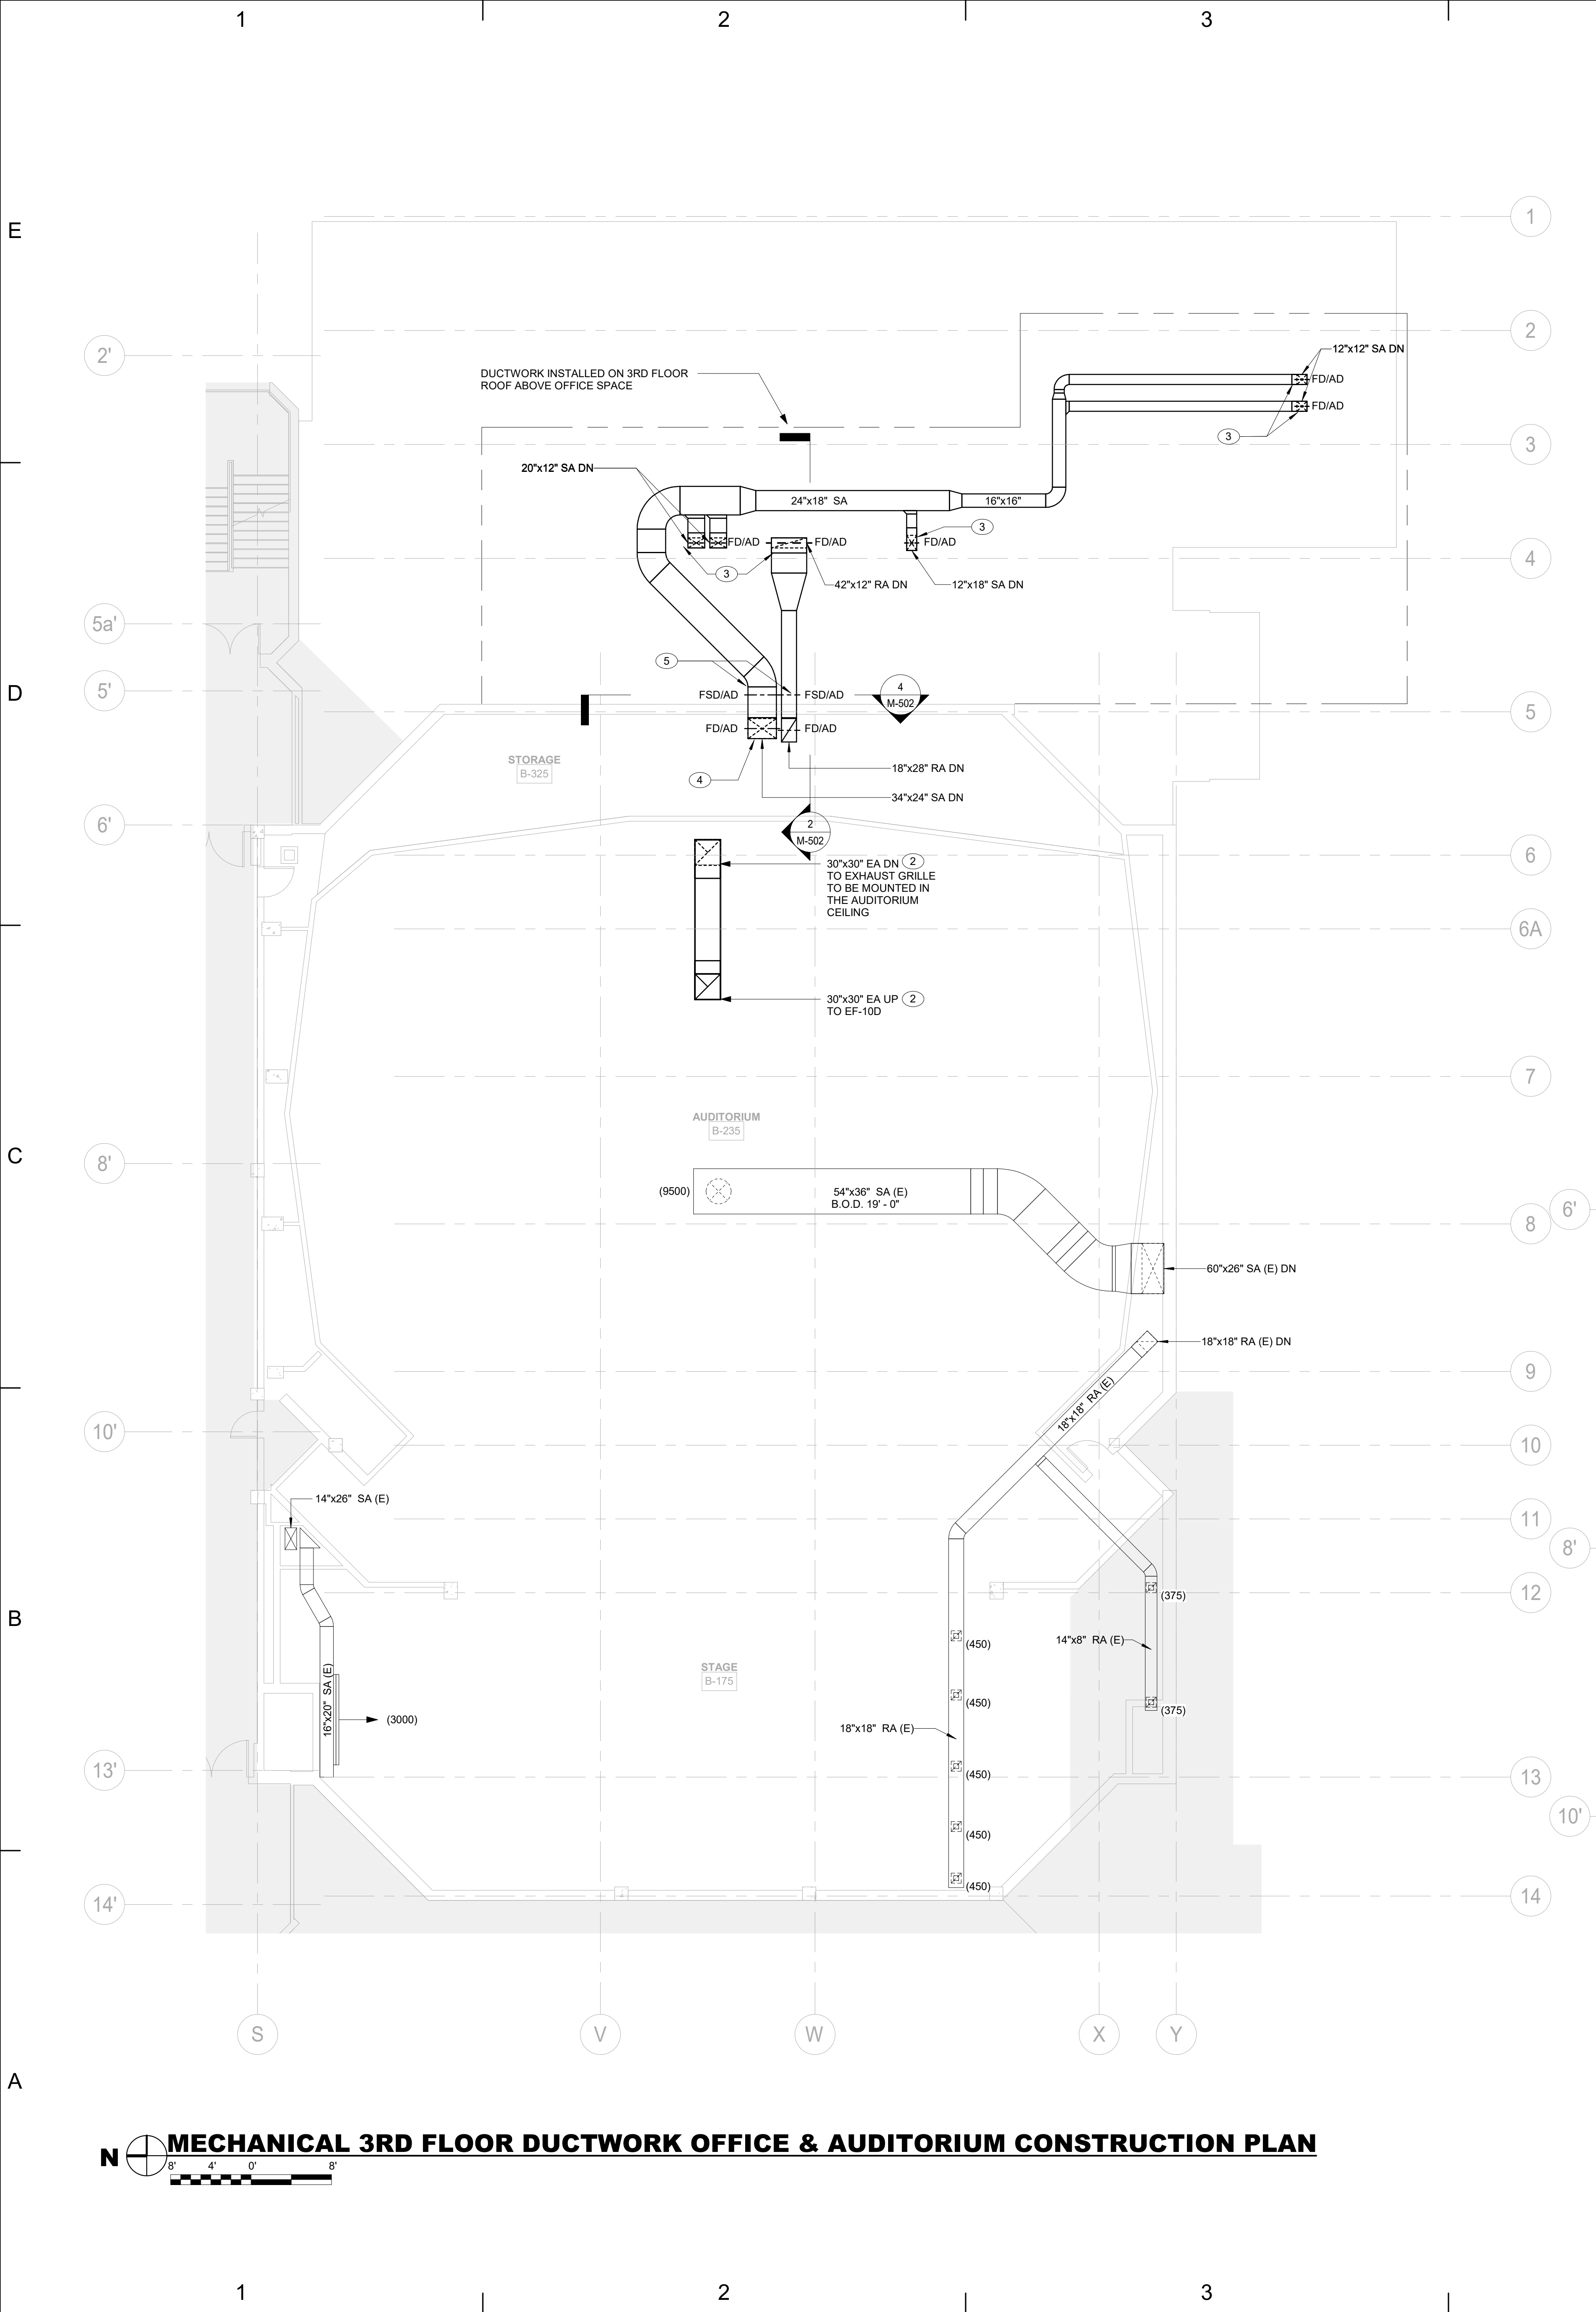 1
2
3
E
1
2
2'
12"x12" SA DN
DUCTWORK INSTALLED ON 3RD FLOOR
ROOF ABOVE OFFICE SPACE
FD/AD
FD/AD
3
3
20"x12" SA DN
24"x18" SA
16"x16"
3
FD/AD
FD/AD
FD/AD
4
3
42"x12" RA DN
12"x18" SA DN
5a'
5
4
M-502
5'
D
FSD/AD
FSD/AD
5
FD/AD
FD/AD
STORAGE
B-325
4
18"x28" RA DN
34"x24" SA DN
6'
2
M-502
6
30"x30" EA DN
2
TO EXHAUST GRILLE
TO BE MOUNTED IN
THE AUDITORIUM
CEILING
6A
30"x30" EA UP
2
TO EF-10D
7
AUDITORIUM
B-235
C
8'
(9500)
54"x36" SA (E)
B.O.D. 19' - 0"
6'
8
60"x26" SA (E) DN
18"x18" RA (E) DN
9
18"x18" RA (E)
10'
10
14"x26" SA (E)
11
8'
12
(375)
B
(450)
14"x8" RA (E)
STAGE
B-175
16"x20" SA (E)
(450)
(375)
(3000)
18"x18" RA (E)
13'
(450)
13
10'
(450)
(450)
14'
14
S
V
W
X
Y
A
N
MECHANICAL 3RD FLOOR DUCTWORK OFFICE & AUDITORIUM CONSTRUCTION PLAN
8' 4' 0' 8'
1
2
3